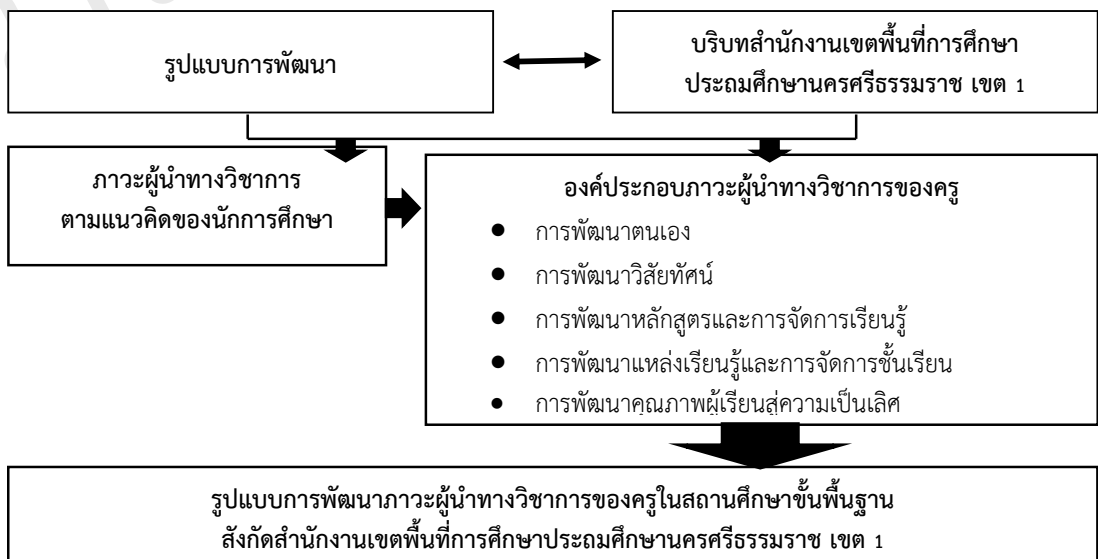 รูปแบบการพัฒนา
บริบทสำนักงานเขตพื้นที่การศึกษา
ประถมศึกษานครศรีธรรมราช เขต 1
ภาวะผู้นำทางวิชาการ
ตามแนวคิดของนักการศึกษา
องค์ประกอบภาวะผู้นำทางวิชาการของครู
● การพัฒนาตนเอง
● การพัฒนาวิสัยทัศน์
● การพัฒนาหลักสูตรและการจัดการเรียนรู้
● การพัฒนาแหล่งเรียนรู้และการจัดการชั้นเรียน
● การพัฒนาคุณภาพผู้เรียนสู่ความเป็นเลิศ
รูปแบบการพัฒนาภาวะผู้นำทางวิชาการของครูในสถานศึกษาขั้นพื้นฐาน
สังกัดสำนักงานเขตพื้นที่การศึกษาประถมศึกษานครศรีธรรมราช เขต 1